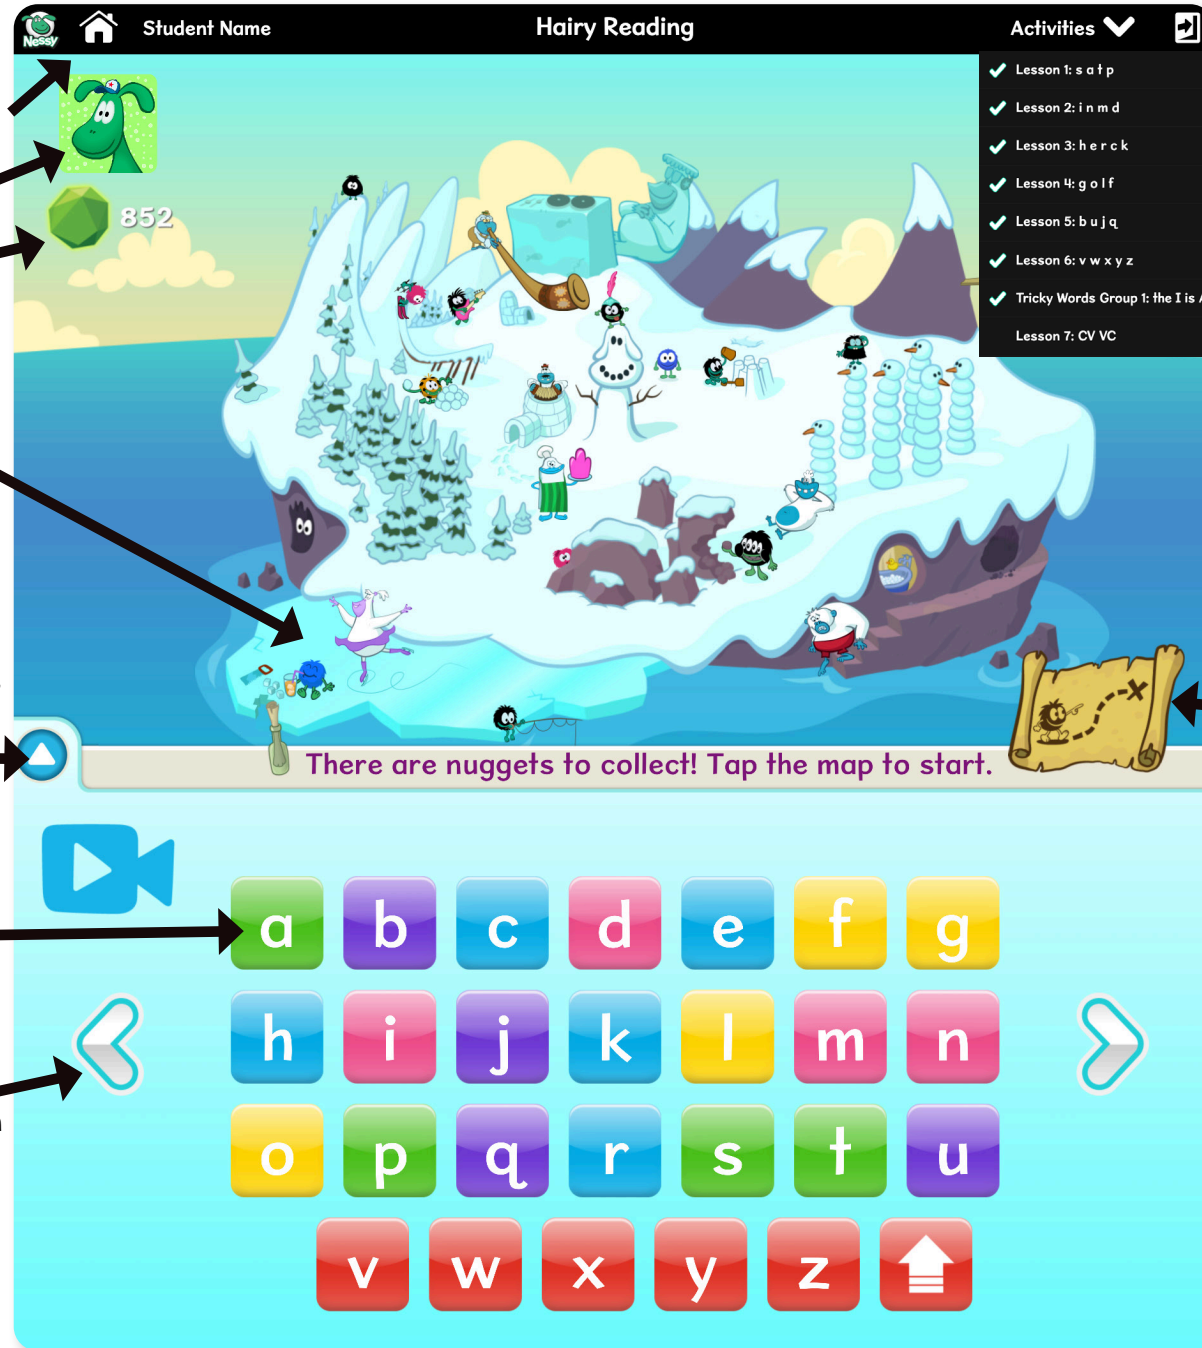 Nessy
Student Name
Hairy Reading
Activities
Lesson 1: s a t p
Lesson 2: i n m d
Lesson 3: h e r c k
Lesson 4: g o l f
Lesson 5: b u j q
Lesson 6: v w x y z
Tricky Words Group 1: the I is
Lesson 7: CV VC
852
There are nuggets to collect! Tap the map to start.
a b c d e f g
h i j k l m n
o p q r s t u
v w x y z